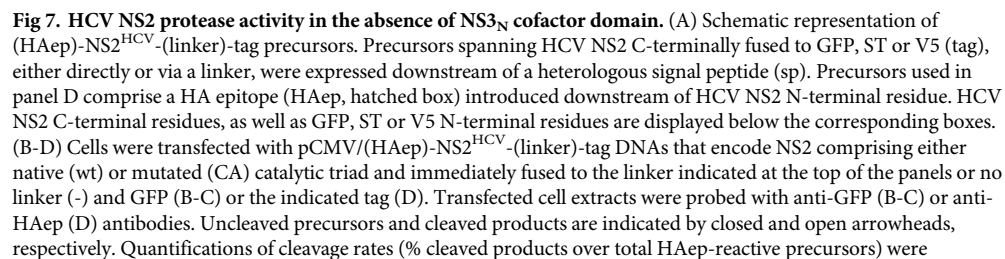 Fig 7. HCV NS2 protease activity in the absence of NS3N cofactor domain. (A) Schematic representation of
(HAep)-NS2HCV-(linker)-tag precursors. Precursors spanning HCV NS2 C-terminally fused to GFP, ST or V5 (tag),
either directly or via a linker, were expressed downstream of a heterologous signal peptide (sp). Precursors used in
panel D comprise a HA epitope (HAep, hatched box) introduced downstream of HCV NS2 N-terminal residue. HCV
NS2 C-terminal residues, as well as GFP, ST or V5 N-terminal residues are displayed below the corresponding boxes.
(B-D) Cells were transfected with pCMV/(HAep)-NS2HCV-(linker)-tag DNAs that encode NS2 comprising either
native (wt) or mutated (CA) catalytic triad and immediately fused to the linker indicated at the top of the panels or no
linker (-) and GFP (B-C) or the indicated tag (D). Transfected cell extracts were probed with anti-GFP (B-C) or anti-
HAep (D) antibodies. Uncleaved precursors and cleaved products are indicated by closed and open arrowheads,
respectively. Quantifications of cleavage rates (% cleaved products over total HAep-reactive precursors) were